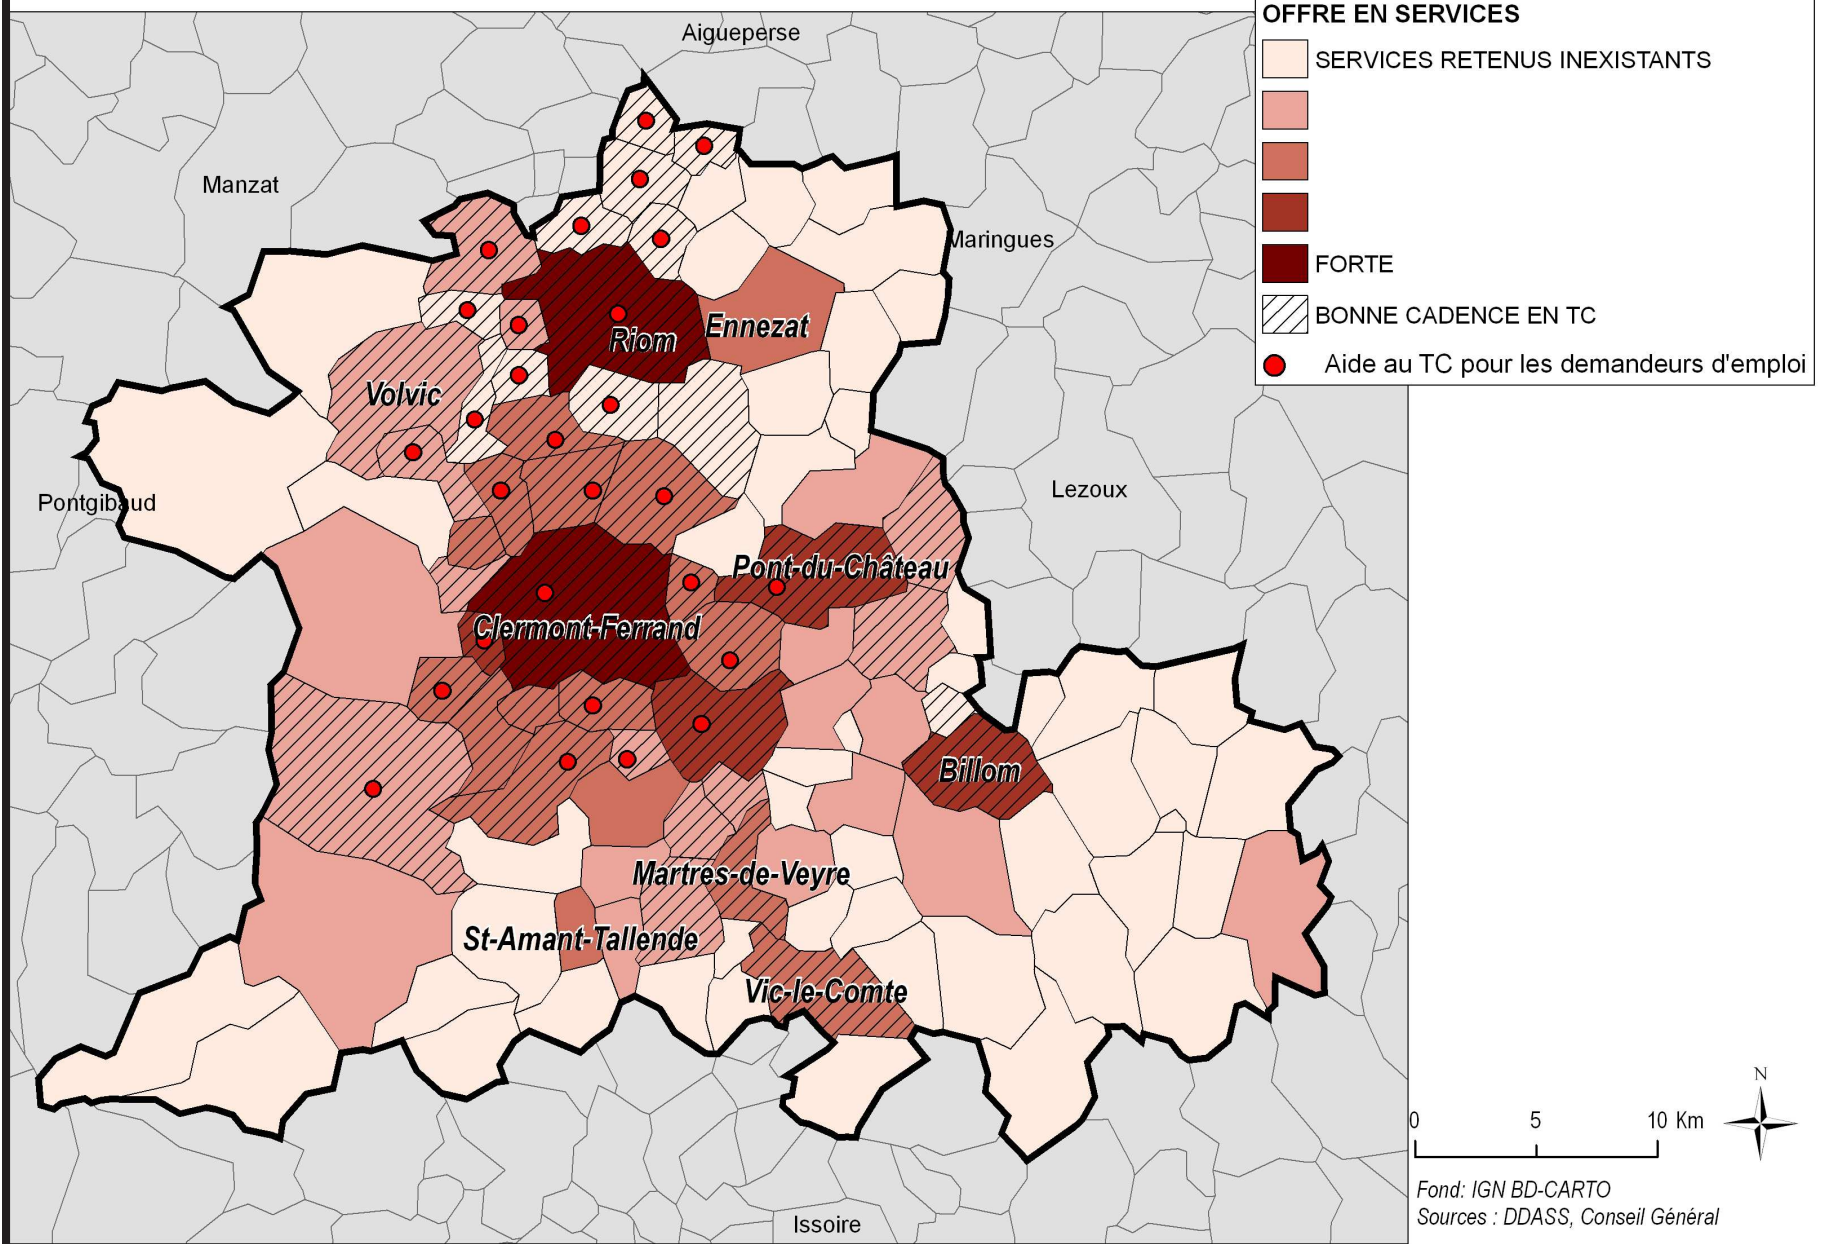 OFFRE EN SERVICES
SERVICES RETENUS INEXISTANTS
FORTE
BONNE CADENCE EN TC
Aide au TC pour les demandeurs d'emploi
Aigueperse
Manzat
Maringues
Riom
Ennezat
Volvic
Pontgibaud
Lezoux
Pont-du-Château
Clermont-Ferrand
Billom
Martres-de-Veyre
St-Amant-Tallende
Vic-le-Comte
Issoire
N
0 5 10 Km
Fond: IGN BD-CARTO
Sources : DDASS, Conseil Général